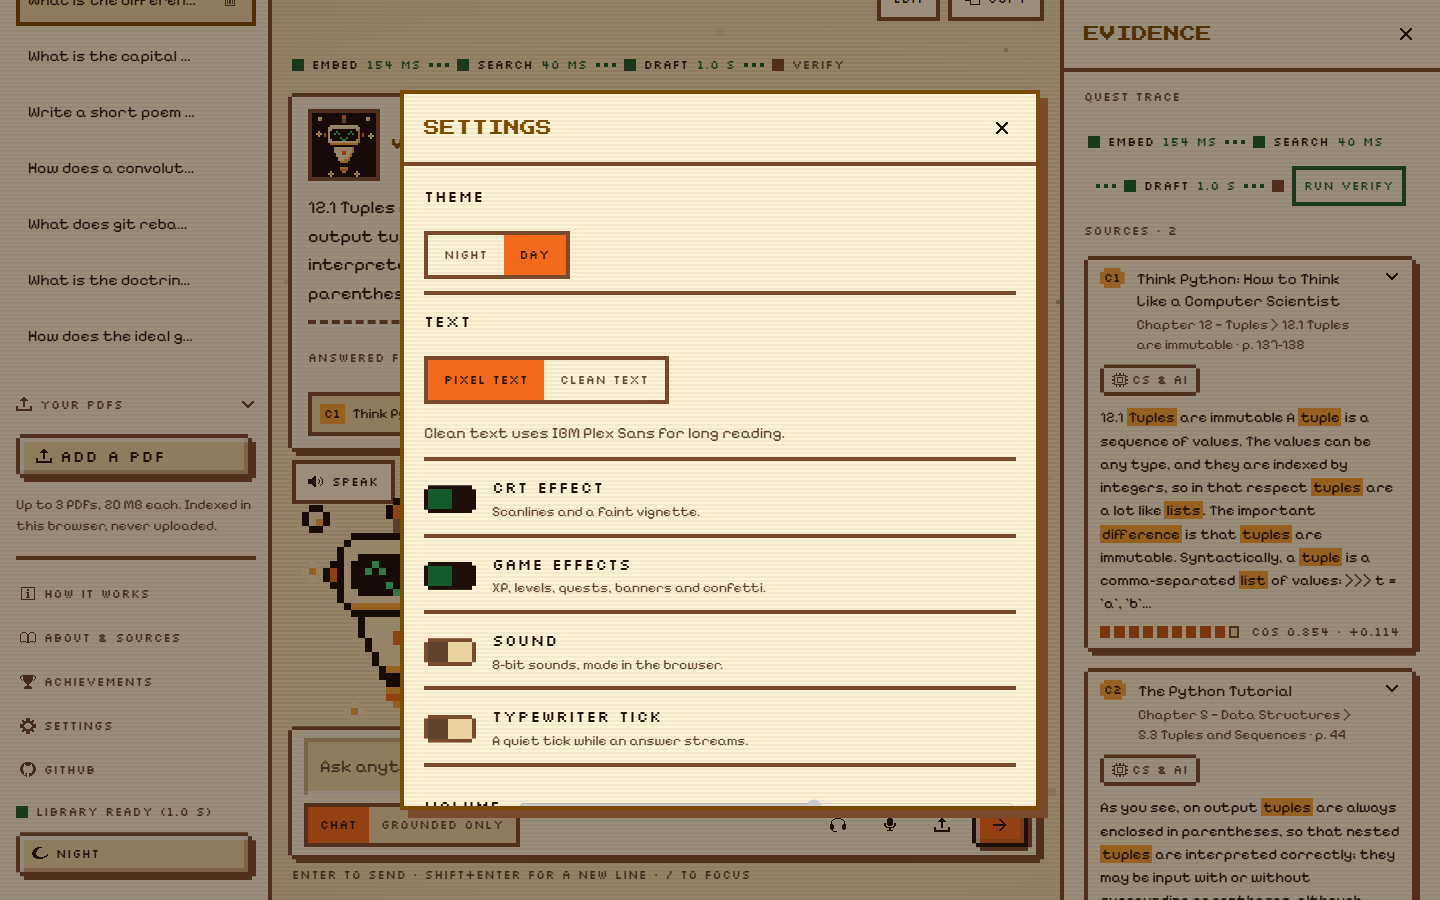 What is the capital ...
Write a short poem ...
How does a convolut...
What does git reba...
What is the doctrin...
How does the ideal g...
YOUR PDFS
ADD A PDF
Up to 3 PDFs, 20 MB each. Indexed in
this browser, never uploaded.
HOW IT WORKS
ABOUT & SOURCES
ACHIEVEMENTS
SETTINGS
GITHUB
LIBRARY READY (1.0 S)
NIGHT
EMBED 154 MS SEARCH 40 MS DRAFT 1.0 S VERIFY
12.1 Tuples
output tu
interprete
parenthes
ANSWERED F
C1 Think P
SPEAK
Ask anyt
CHAT GROUNDED ONLY
ENTER TO SEND · SHIFT+ENTER FOR A NEW LINE · / TO FOCUS
SETTINGS
THEME
NIGHT DAY
TEXT
PIXEL TEXT CLEAN TEXT
Clean text uses IBM Plex Sans for long reading.
CRT EFFECT
Scanlines and a faint vignette.
GAME EFFECTS
XP, levels, quests, banners and confetti.
SOUND
8-bit sounds, made in the browser.
TYPEWRITER TICK
A quiet tick while an answer streams.
VOLUME
EVIDENCE
QUEST TRACE
EMBED 154 MS SEARCH 40 MS
DRAFT 1.0 S RUN VERIFY
SOURCES · 2
C1 Think Python: How to Think
Like a Computer Scientist
Chapter 12 – Tuples > 12.1 Tuples
are immutable · p. 137-138
CS & AI
12.1 Tuples are immutable A tuple is a
sequence of values. The values can be
any type, and they are indexed by
integers, so in that respect tuples are
a lot like lists. The important
difference is that tuples are
immutable. Syntactically, a tuple is a
comma-separated list of values: >>> t =
`a', `b'...
COS 0.854 · +0.114
C2 The Python Tutorial
Chapter 5 – Data Structures >
5.3 Tuples and Sequences · p. 44
CS & AI
As you see, on output tuples are always
enclosed in parentheses, so that nested
tuples are interpreted correctly; they
may be input with or without